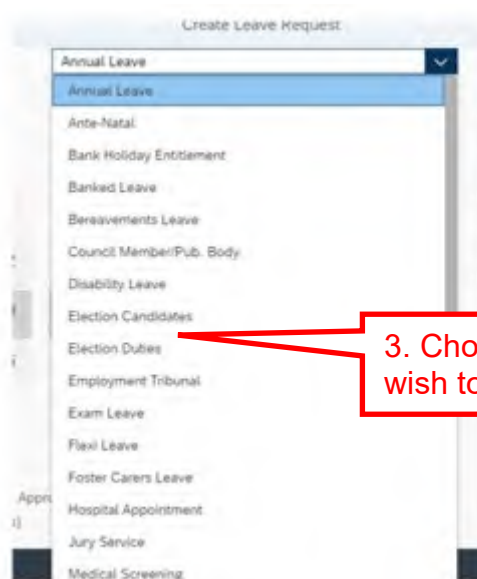 Create Leave Request
Annual Leave
Annual Leave
Ante-Natal
Bank Holiday Entitlement
Banked Leave
Bereavements Leave
Council Member/Pub. Body
Disability Leave
Election Candidates
Election Duties
3. Cho
wish to
Employment Tribunal
Exam Leave
Flexi Leave
Foster Carers Leave
Appro
Hospital Appointment
Jury Service
Medical Screening